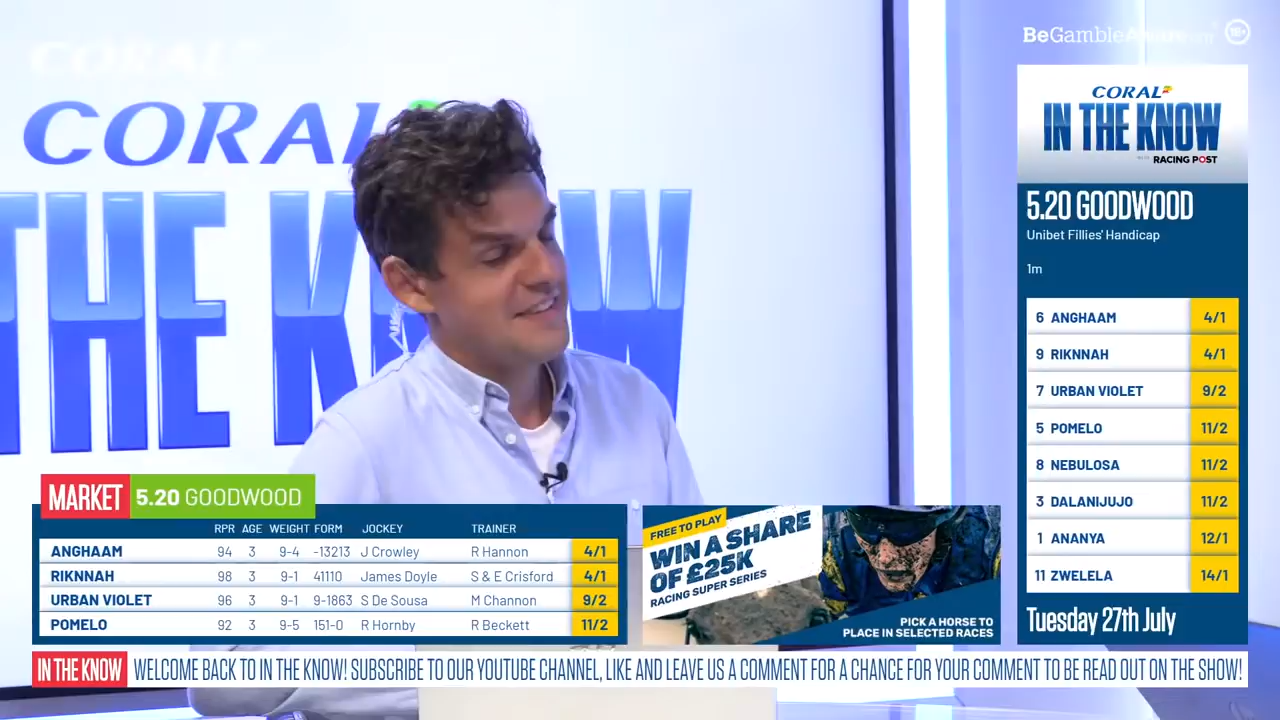 CORAL
BeGambleAware
18+
CORAL
THE KNOW
CORAL
IN THE KNOW
WITH RACING POST
5.20 GOODWOOD
Unibet Fillies' Handicap
1m
6 ANGHAAM 4/1
9 RIKNNAH 4/1
7 URBAN VIOLET 9/2
5 POMELO 11/2
8 NEBULOSA 11/2
3 DALANIJUJO 11/2
1 ANANYA 12/1
11 ZWELELA 14/1
Tuesday 27th July
MARKET 5.20 GOODWOOD
RPR AGE WEIGHT FORM JOCKEY TRAINER
ANGHAAM 94 3 9-4 -13213 J Crowley R Hannon 4/1
RIKNNAH 98 3 9-1 41110 James Doyle S & E Crisford 4/1
URBAN VIOLET 96 3 9-1 9-1863 S De Sousa M Channon 9/2
POMELO 92 3 9-5 151-0 R Hornby R Beckett 11/2
FREE TO PLAY
WIN A SHARE
OF £25K
RACING SUPER SERIES
PICK A HORSE TO
PLACE IN SELECTED RACES
IN THE KNOW WELCOME BACK TO IN THE KNOW! SUBSCRIBE TO OUR YOUTUBE CHANNEL, LIKE AND LEAVE US A COMMENT FOR A CHANCE FOR YOUR COMMENT TO BE READ OUT ON THE SHOW!